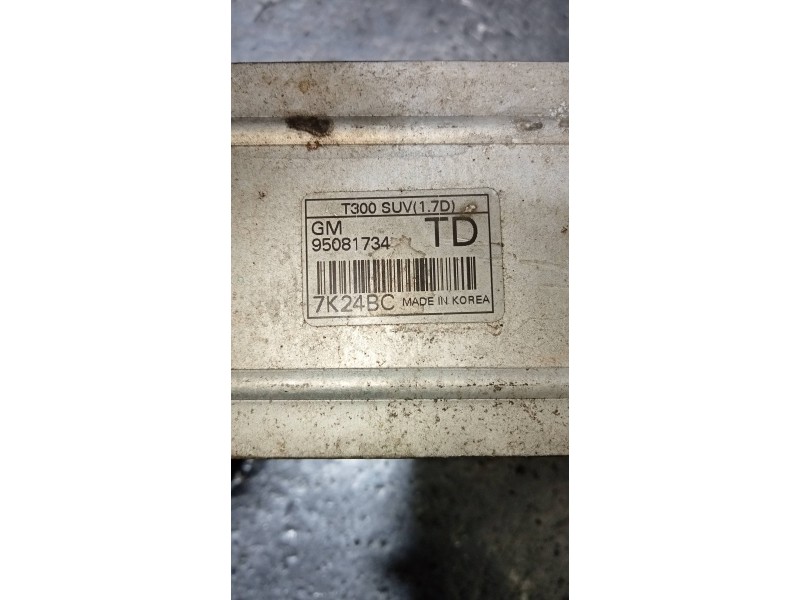 T300 SUV(1.7D)
GM
95081734
TD
7K24BC MADE IN KOREA